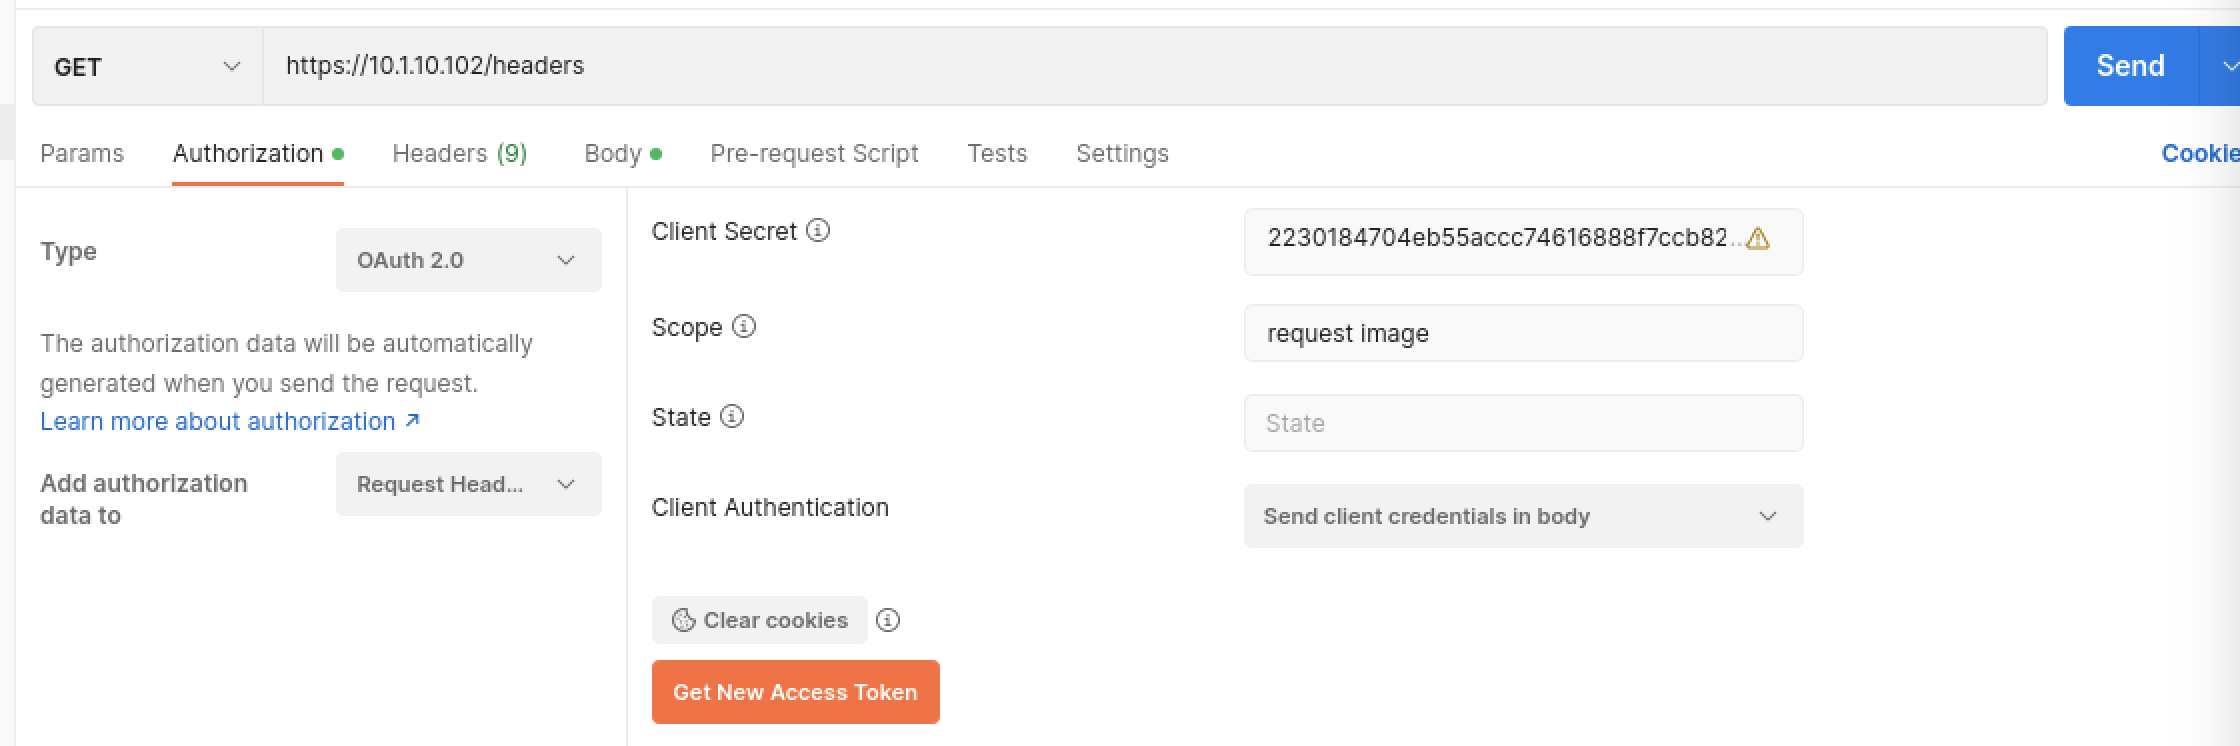 GET
https://10.1.10.102/headers
Send
Params
Authorization
Headers (9)
Body
Pre-request Script
Tests
Settings
Cookie
Type
OAuth 2.0
The authorization data will be automatically
generated when you send the request.
Learn more about authorization ↗
Add authorization
data to
Request Head...
Client Secret
2230184704eb55accc74616888f7ccb82...
Scope
request image
State
State
Client Authentication
Send client credentials in body
Clear cookies
Get New Access Token